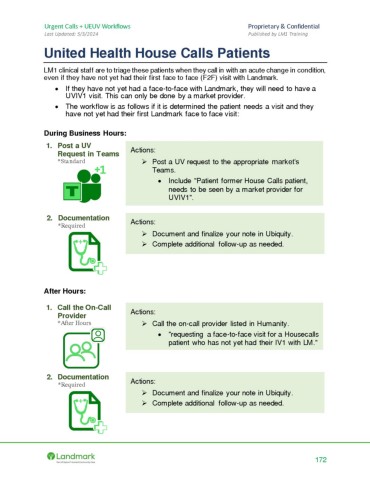 Urgent Calls + UEUV Workflows
Proprietary & Confidential
Last Updated: 5/3/2024
Published by LM1 Training
United Health House Calls Patients
LM1 clinical staff are to triage these patients when they call in with an acute change in condition,
even if they have not yet had their first face to face (F2F) visit with Landmark.
• If they have not yet had a face-to-face with Landmark, they will need to have a
UVIV1 visit. This can only be done by a market provider.
• The workflow is as follows if it is determined the patient needs a visit and they
have not yet had their first Landmark face to face visit:
During Business Hours:
1. Post a UV
Request in Teams
*Standard
+1
T
Actions:
➢ Post a UV request to the appropriate market's
Teams.
• Include "Patient former House Calls patient,
needs to be seen by a market provider for
UVIV1".
2. Documentation
*Required
Actions:
➢ Document and finalize your note in Ubiquity.
➢ Complete additional follow-up as needed.
After Hours:
1. Call the On-Call
Provider
*After Hours
Actions:
➢ Call the on-call provider listed in Humanity.
• "requesting a face-to-face visit for a Housecalls
patient who has not yet had their IV1 with LM."
2. Documentation
*Required
Actions:
➢ Document and finalize your note in Ubiquity.
➢ Complete additional follow-up as needed.
Landmark
172